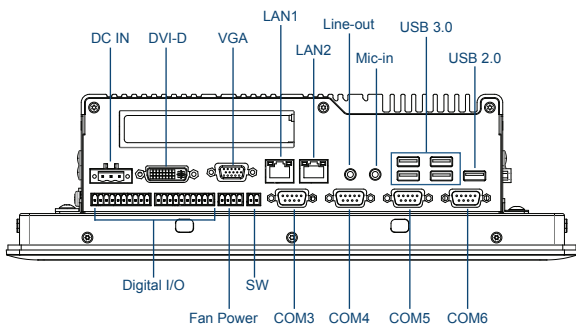 LAN1
Line-out
USB 3.0
DC IN
DVI-D
VGA
LAN2
Mic-in
USB 2.0
Digital I/O
SW
Fan Power
COM3
COM4
COM5
COM6